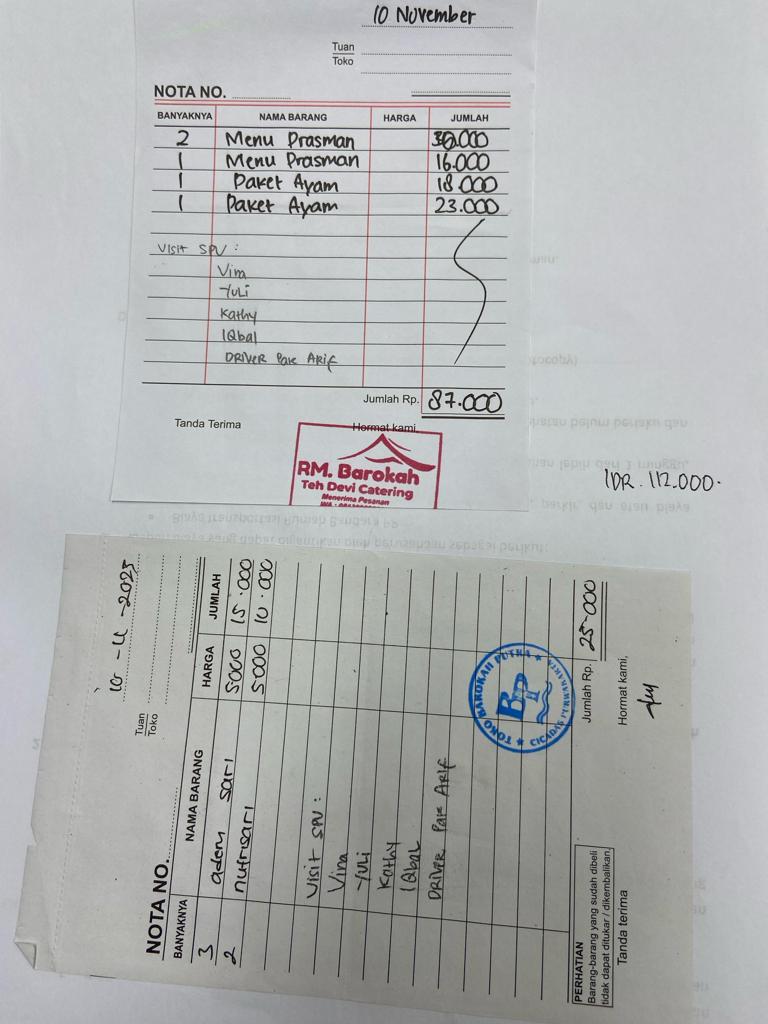 10 November
Tuan
Toko
NOTA NO.
BANYAKNYA NAMA BARANG HARGA JUMLAH
2 Menu Prasman 30.000
1 Menu Prasman 16.000
1 Paket Ayam 18.000
1 Paket Ayam 23.000
Visit SPV :
Vina
Yuli
Kathy
IQbal
DRIVER Pak Arif
Jumlah Rp. 87.000
Tanda Terima Hormat kami
RM. Barokah
Teh Devi Catering
Menerima Pesanan
IDR. 112.000.
10 - 11 - 2025
Tuan
Toko
NOTA NO.
BANYAKNYA NAMA BARANG HARGA JUMLAH
3 adem sari 5000 15.000
2 nutrisari 5000 10.000
Visit SPV :
Vina
Yuli
Kathy
IQbal
DRIVER Pak Arif
TOKO BAROKAH PUTRA
BP
CICADAS PURWAKARTA
PERHATIAN
Barang-barang yang sudah dibeli
tidak dapat ditukar / dikembalikan
Jumlah Rp. 25.000
Tanda terima Hormat kami,